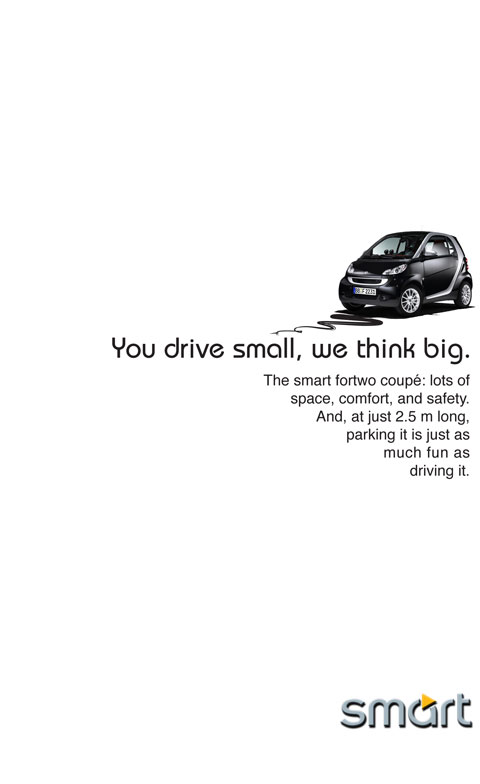 You drive small, we think big.
The smart fortwo coupé: lots of
space, comfort, and safety.
And, at just 2.5 m long,
parking it is just as
much fun as
driving it.
smart